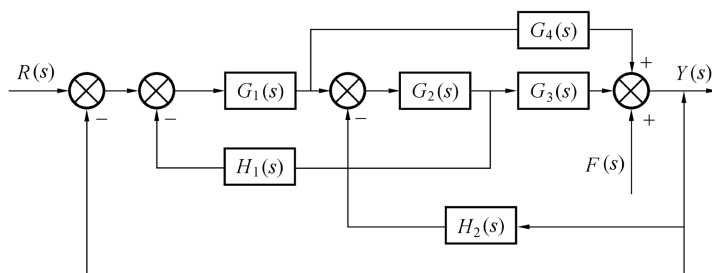 G₄(s)
+
R(s)
Y(s)
G₁(s)
G₂(s)
G₃(s)
−
−
−
+
H₁(s)
F(s)
H₂(s)